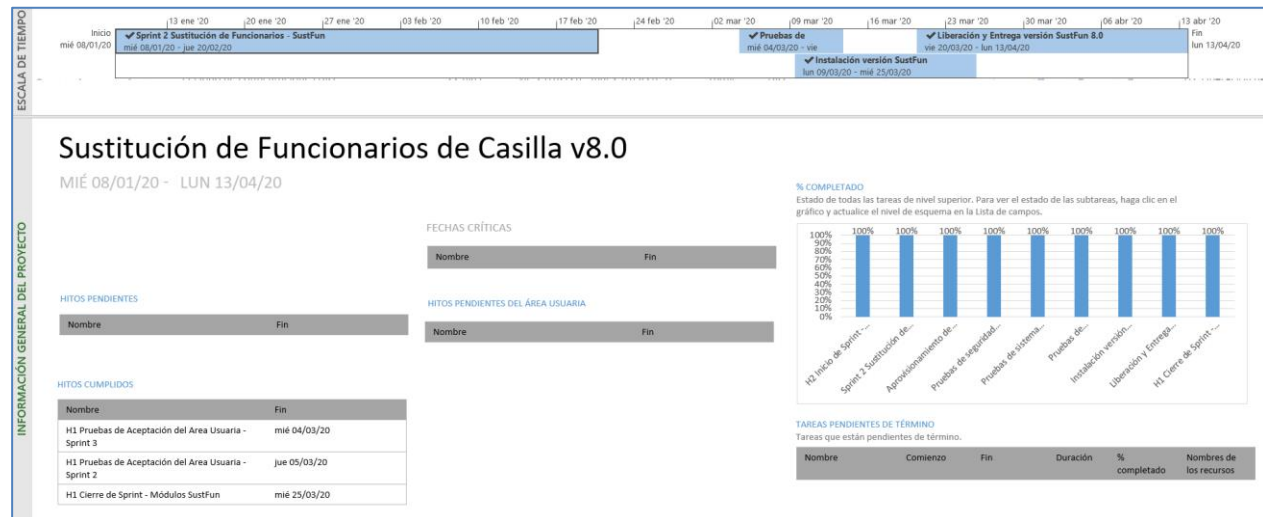 ESCALA DE TIEMPO
13 ene '20 20 ene '20 27 ene '20 03 feb '20 10 feb '20 17 feb '20 24 feb '20 02 mar '20 09 mar '20 16 mar '20 23 mar '20 30 mar '20 06 abr '20 13 abr '20
Inicio
mié 08/01/20
✔Sprint 2 Sustitución de Funcionarios - SustFun
mié 08/01/20 - jue 20/02/20
✔Pruebas de
mié 04/03/20 - vie
✔Liberación y Entrega versión SustFun 8.0
vie 20/03/20 - lun 13/04/20
Fin
lun 13/04/20
✔Instalación versión SustFun
lun 09/03/20 - mié 25/03/20
INFORMACIÓN GENERAL DEL PROYECTO
Sustitución de Funcionarios de Casilla v8.0
MIÉ 08/01/20 - LUN 13/04/20
FECHAS CRÍTICAS
Nombre Fin
HITOS PENDIENTES
Nombre Fin
HITOS PENDIENTES DEL ÁREA USUARIA
Nombre Fin
HITOS CUMPLIDOS
Nombre Fin
H1 Pruebas de Aceptación del Area Usuaria - mié 04/03/20
Sprint 3
H1 Pruebas de Aceptación del Area Usuaria - jue 05/03/20
Sprint 2
H1 Cierre de Sprint - Módulos SustFun mié 25/03/20
% COMPLETADO
Estado de todas las tareas de nivel superior. Para ver el estado de las subtareas, haga clic en el
gráfico y actualice el nivel de esquema en la Lista de campos.
100% 100% 100% 100% 100% 100% 100% 100% 100%
100%
90%
80%
70%
60%
50%
40%
30%
20%
10%
0%
H2 Inicio de Sprint -...
Sprint 2 Sustitución de...
Aprovisionamiento de...
Pruebas de seguridad...
Pruebas de sistema...
Pruebas de...
Instalación versión...
Liberación y Entrega...
H1 Cierre de Sprint -...
TAREAS PENDIENTES DE TÉRMINO
Tareas que están pendientes de término.
Nombre Comienzo Fin Duración % completado Nombres de los recursos